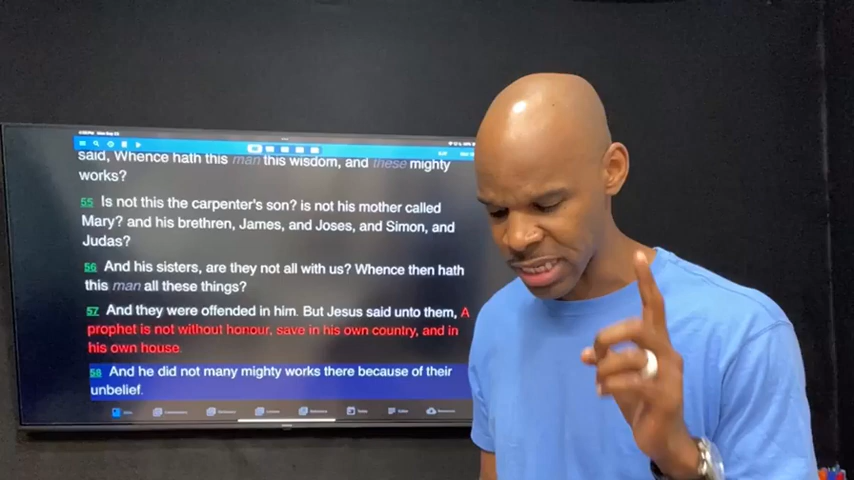 said, Whence hath this man this wisdom, and these mighty
works?
55 Is not this the carpenter's son? is not his mother called
Mary? and his brethren, James, and Joses, and Simon, and
Judas?
56 And his sisters, are they not all with us? Whence then hath
this man all these things?
57 And they were offended in him. But Jesus said unto them, A
prophet is not without honour, save in his own country, and in
his own house.
58 And he did not many mighty works there because of their
unbelief.